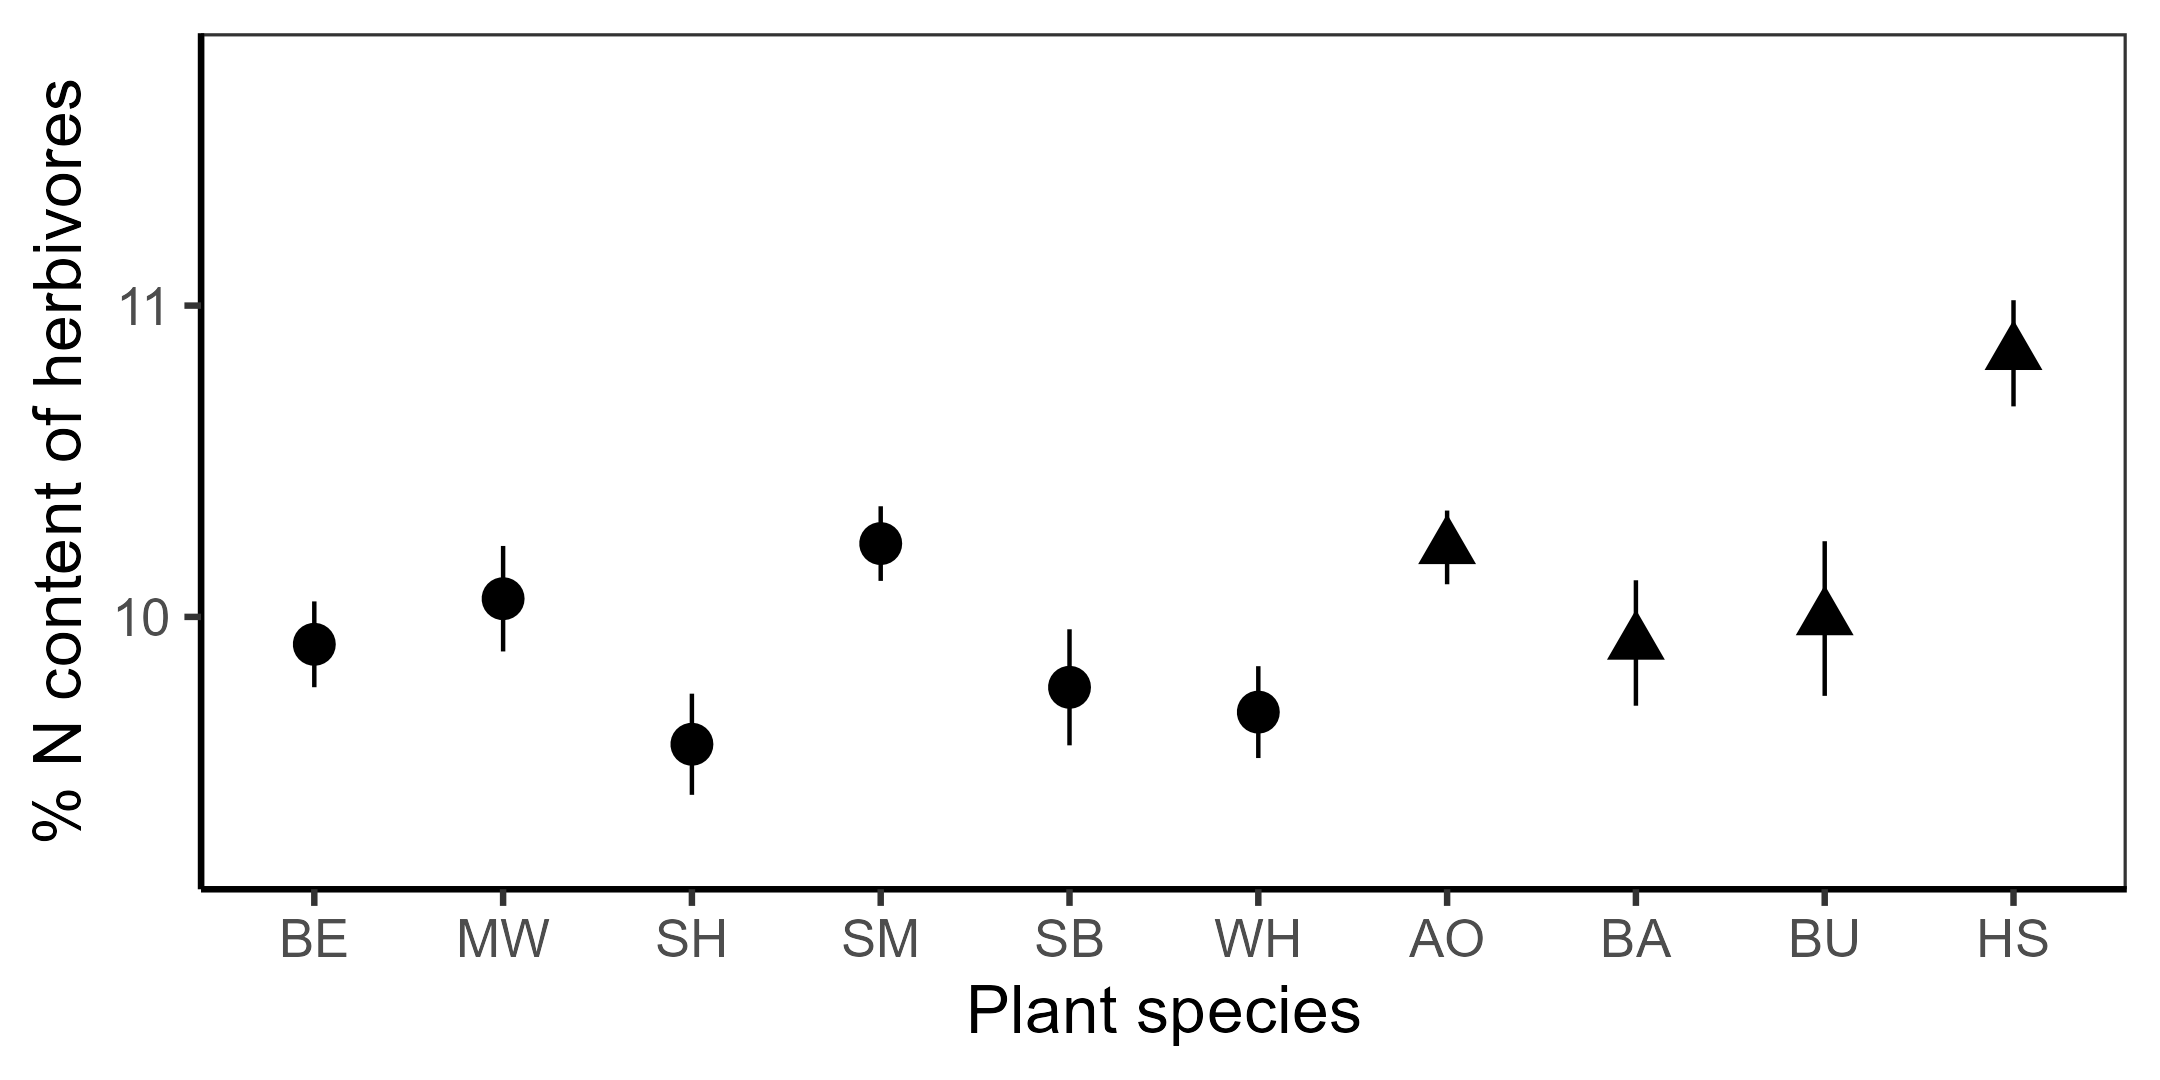 % N content of herbivores
11
10
BE MW SH SM SB WH AO BA BU HS
Plant species